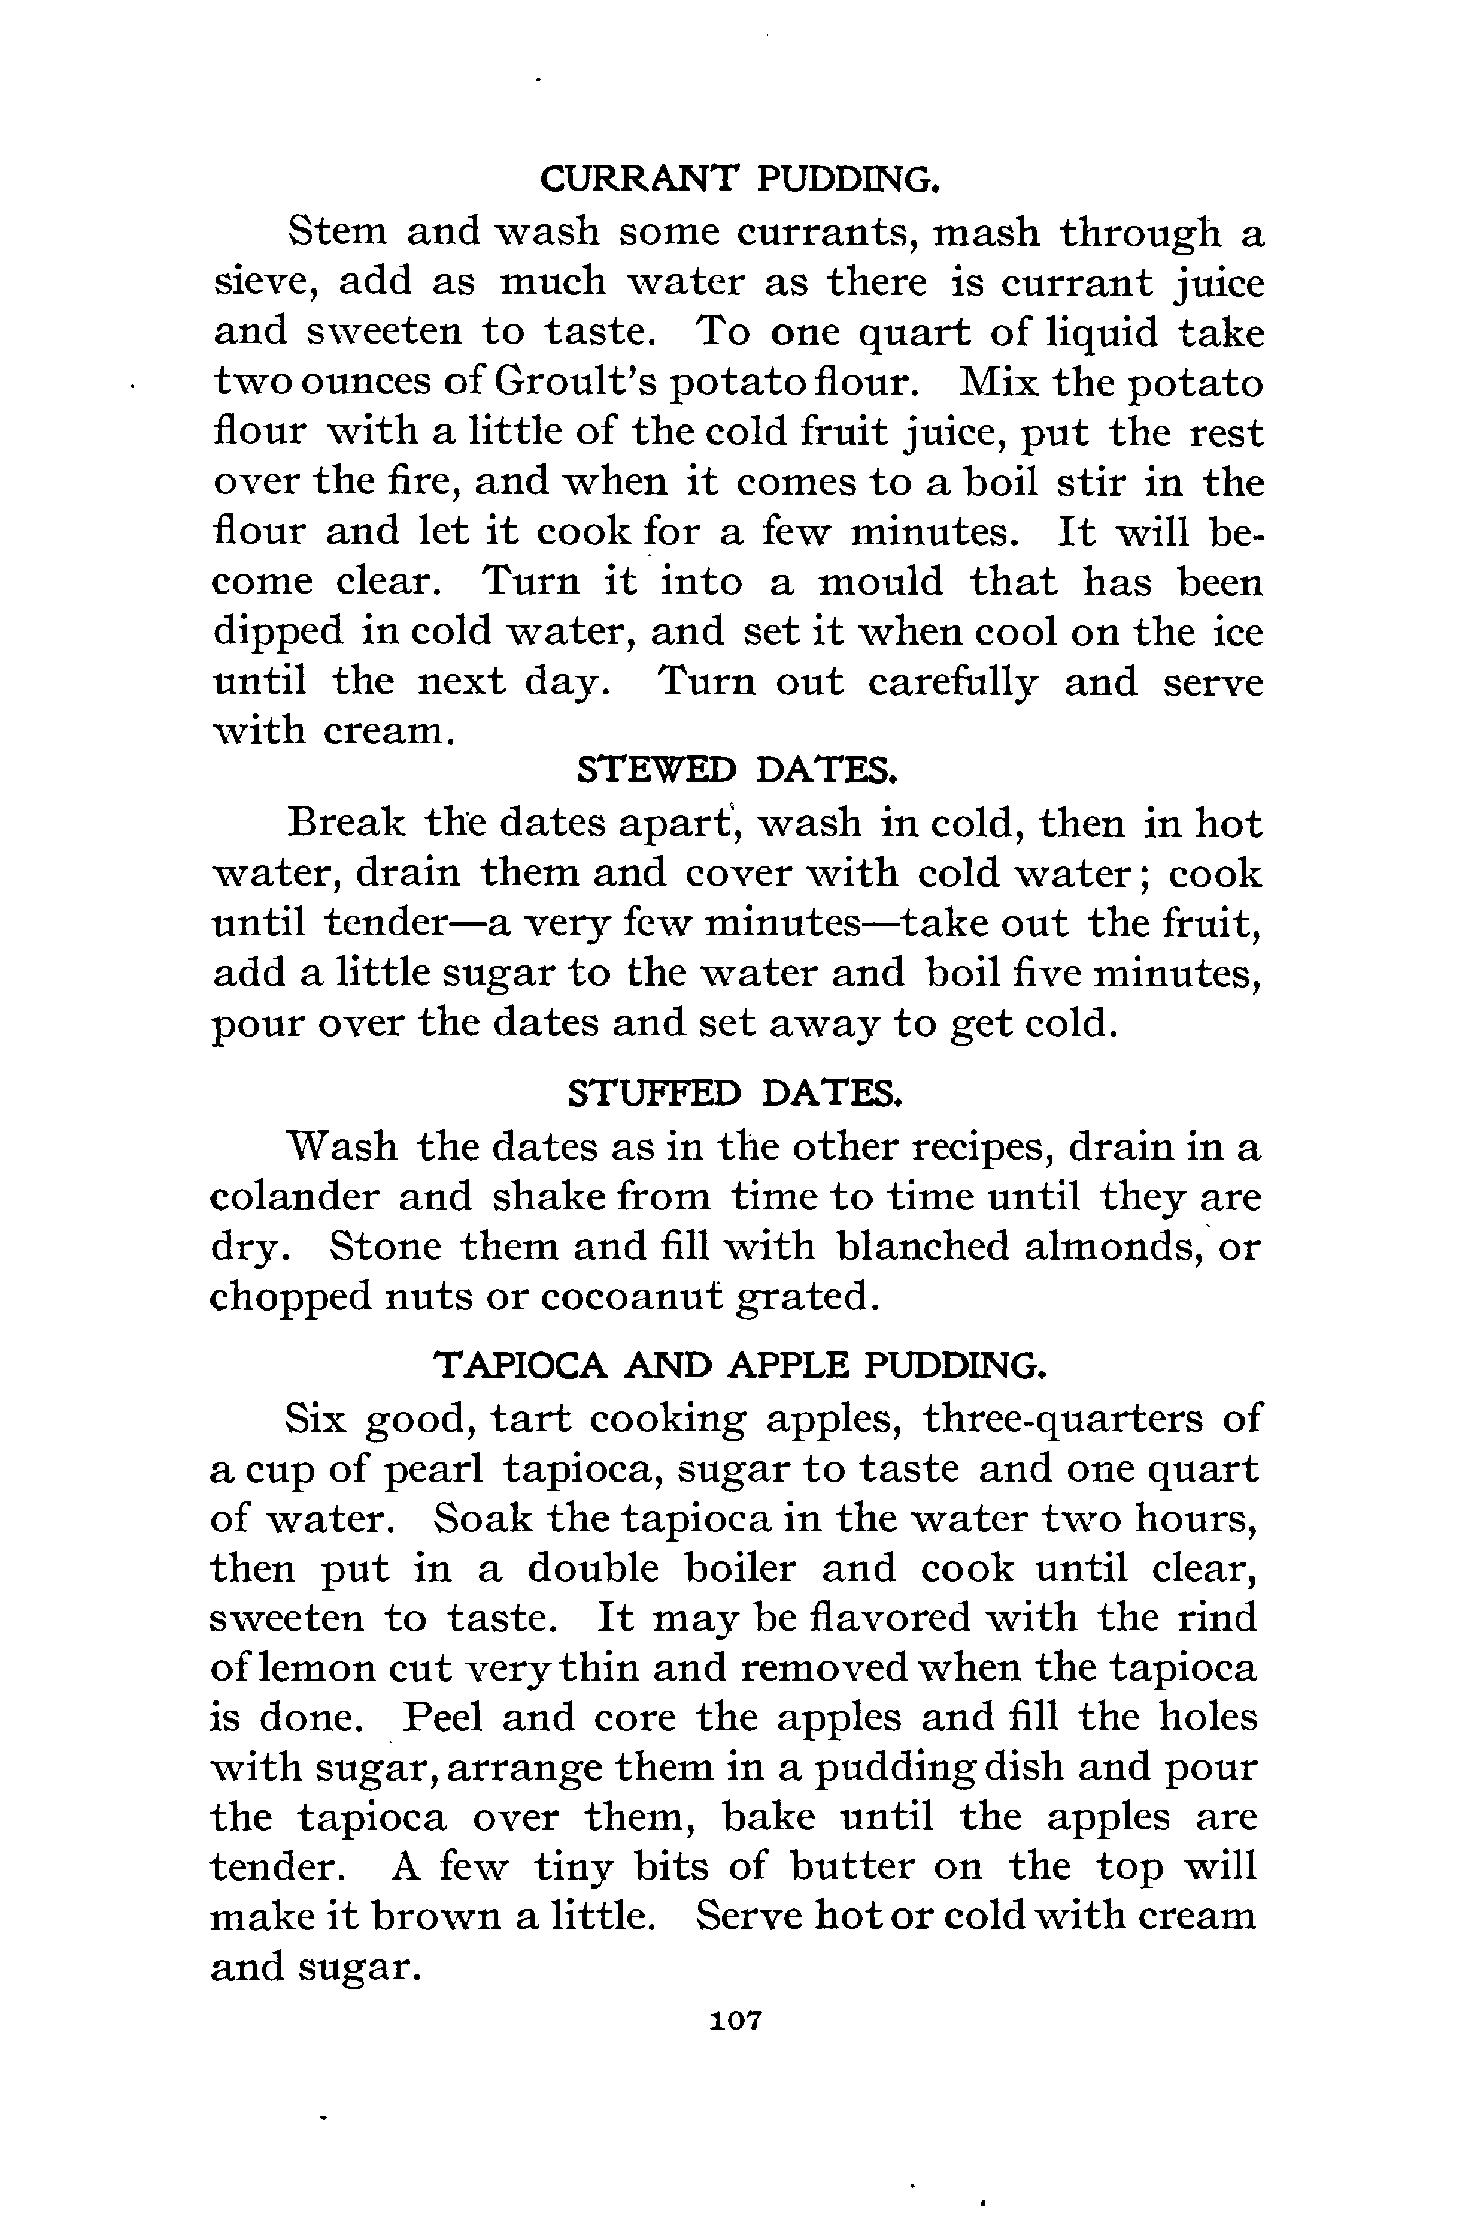 CURRANT PUDDING.
Stem and wash some currants, mash through a
sieve, add as much water as there is currant juice
and sweeten to taste. To one quart of liquid take
two ounces of Groult's potato flour. Mix the potato
flour with a little of the cold fruit juice, put the rest
over the fire, and when it comes to a boil stir in the
flour and let it cook for a few minutes. It will be-
come clear. Turn it into a mould that has been
dipped in cold water, and set it when cool on the ice
until the next day. Turn out carefully and serve
with cream.
STEWED DATES.
Break the dates apart, wash in cold, then in hot
water, drain them and cover with cold water; cook
until tender—a very few minutes—take out the fruit,
add a little sugar to the water and boil five minutes,
pour over the dates and set away to get cold.
STUFFED DATES.
Wash the dates as in the other recipes, drain in a
colander and shake from time to time until they are
dry. Stone them and fill with blanched almonds, or
chopped nuts or cocoanut grated.
TAPIOCA AND APPLE PUDDING.
Six good, tart cooking apples, three-quarters of
a cup of pearl tapioca, sugar to taste and one quart
of water. Soak the tapioca in the water two hours,
then put in a double boiler and cook until clear,
sweeten to taste. It may be flavored with the rind
of lemon cut very thin and removed when the tapioca
is done. Peel and core the apples and fill the holes
with sugar, arrange them in a pudding dish and pour
the tapioca over them, bake until the apples are
tender. A few tiny bits of butter on the top will
make it brown a little. Serve hot or cold with cream
and sugar.
107